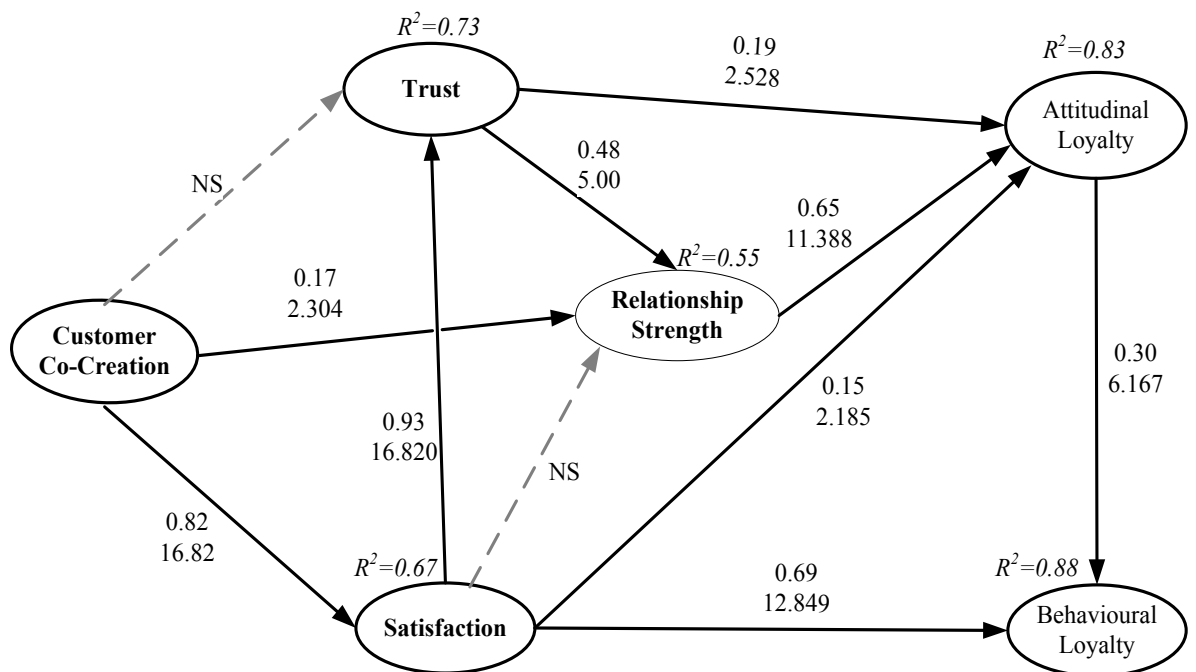 R²=0.73
Trust
0.19
2.528
R²=0.83
Attitudinal
Loyalty
NS
0.48
5.00
0.65
11.388
R²=0.55
Relationship
Strength
0.17
2.304
Customer
Co-Creation
0.93
16.820
NS
0.15
2.185
0.30
6.167
0.82
16.82
R²=0.67
Satisfaction
0.69
12.849
R²=0.88
Behavioural
Loyalty